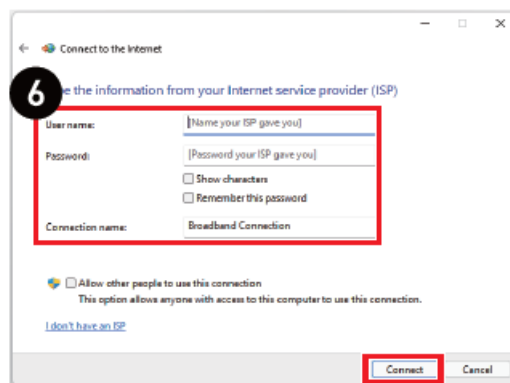 Connect to the Internet
6
e the information from your Internet service provider (ISP)
User name: [Name your ISP gave you]
Password: [Password your ISP gave you]
Show characters
Remember this password
Connection name: Broadband Connection
Allow other people to use this connection
This option allows anyone with access to this computer to use this connection.
I don't have an ISP
Connect Cancel